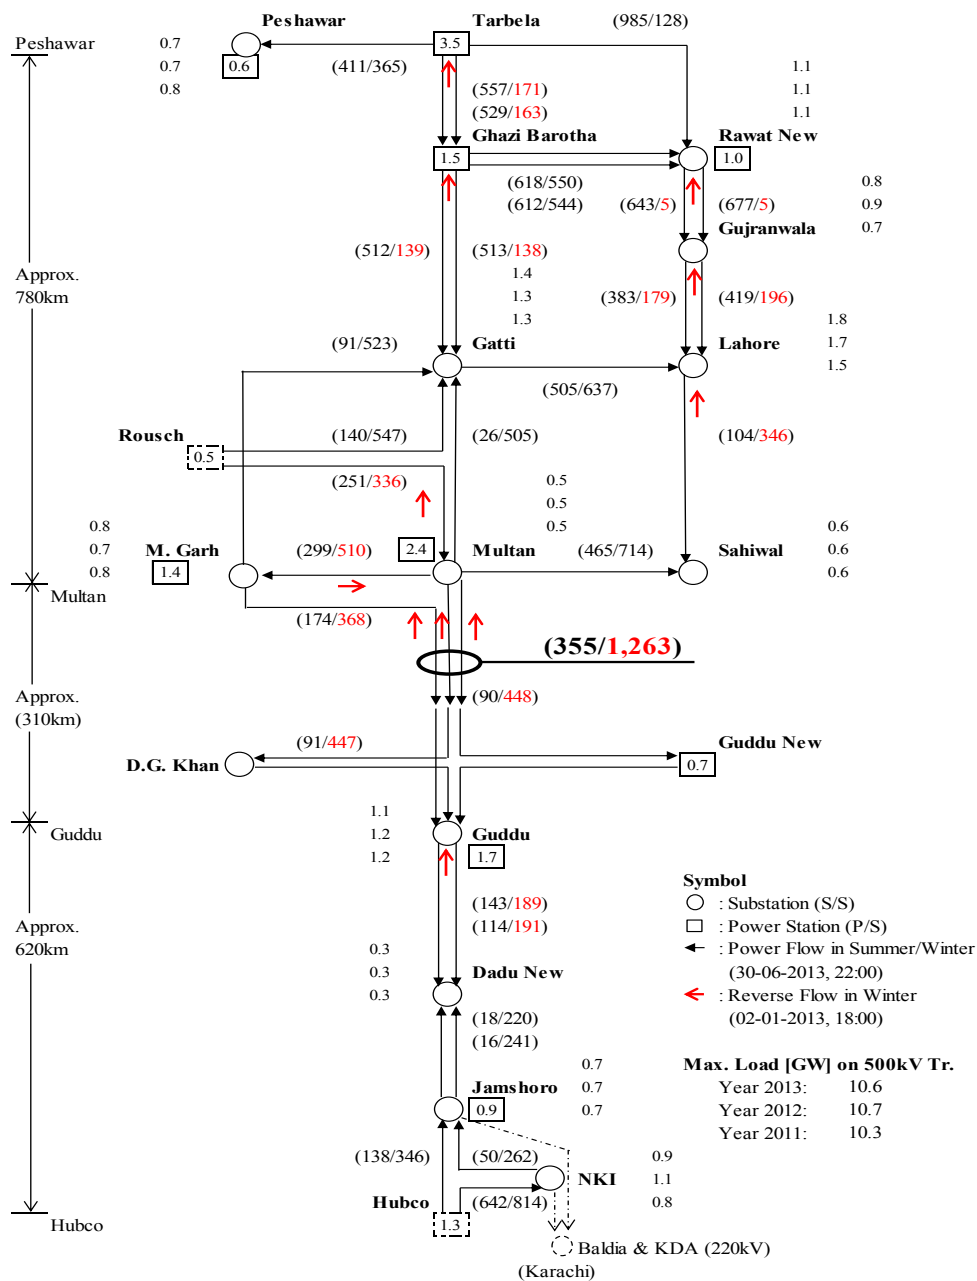 Peshawar
Tarbela
(985/128)
Peshawar
0.7
0.7
0.8
0.6
3.5
(411/365)
1.1
1.1
1.1
(557/171)
(529/163)
Ghazi Barotha
Rawat New
1.5
1.0
(618/550)
(612/544)
0.8
0.9
0.7
(643/5)
(677/5)
Gujranwala
(512/139)
(513/138)
Approx.
780km
1.4
1.3
1.3
(383/179)
(419/196)
1.8
1.7
1.5
(91/523)
Gatti
Lahore
(505/637)
Rousch
(140/547)
(26/505)
(104/346)
0.5
(251/336)
0.5
0.5
0.5
0.8
0.7
0.8
M. Garh
(299/510)
2.4
Multan
(465/714)
Sahiwal
0.6
0.6
0.6
1.4
Multan
(174/368)
(355/1,263)
Approx.
(310km)
(90/448)
(91/447)
Guddu New
D.G. Khan
0.7
1.1
1.2
1.2
Guddu
Guddu
1.7
Symbol
: Substation (S/S)
: Power Station (P/S)
: Power Flow in Summer/Winter
(30-06-2013, 22:00)
: Reverse Flow in Winter
(02-01-2013, 18:00)
Approx.
620km
(143/189)
(114/191)
0.3
0.3
0.3
Dadu New
(18/220)
(16/241)
0.7
0.7
0.7
Max. Load [GW] on 500kV Tr.
Year 2013: 10.6
Year 2012: 10.7
Year 2011: 10.3
Jamshoro
0.9
(138/346)
(50/262)
0.9
1.1
0.8
NKI
Hubco
(642/814)
1.3
Hubco
Baldia & KDA (220kV)
(Karachi)